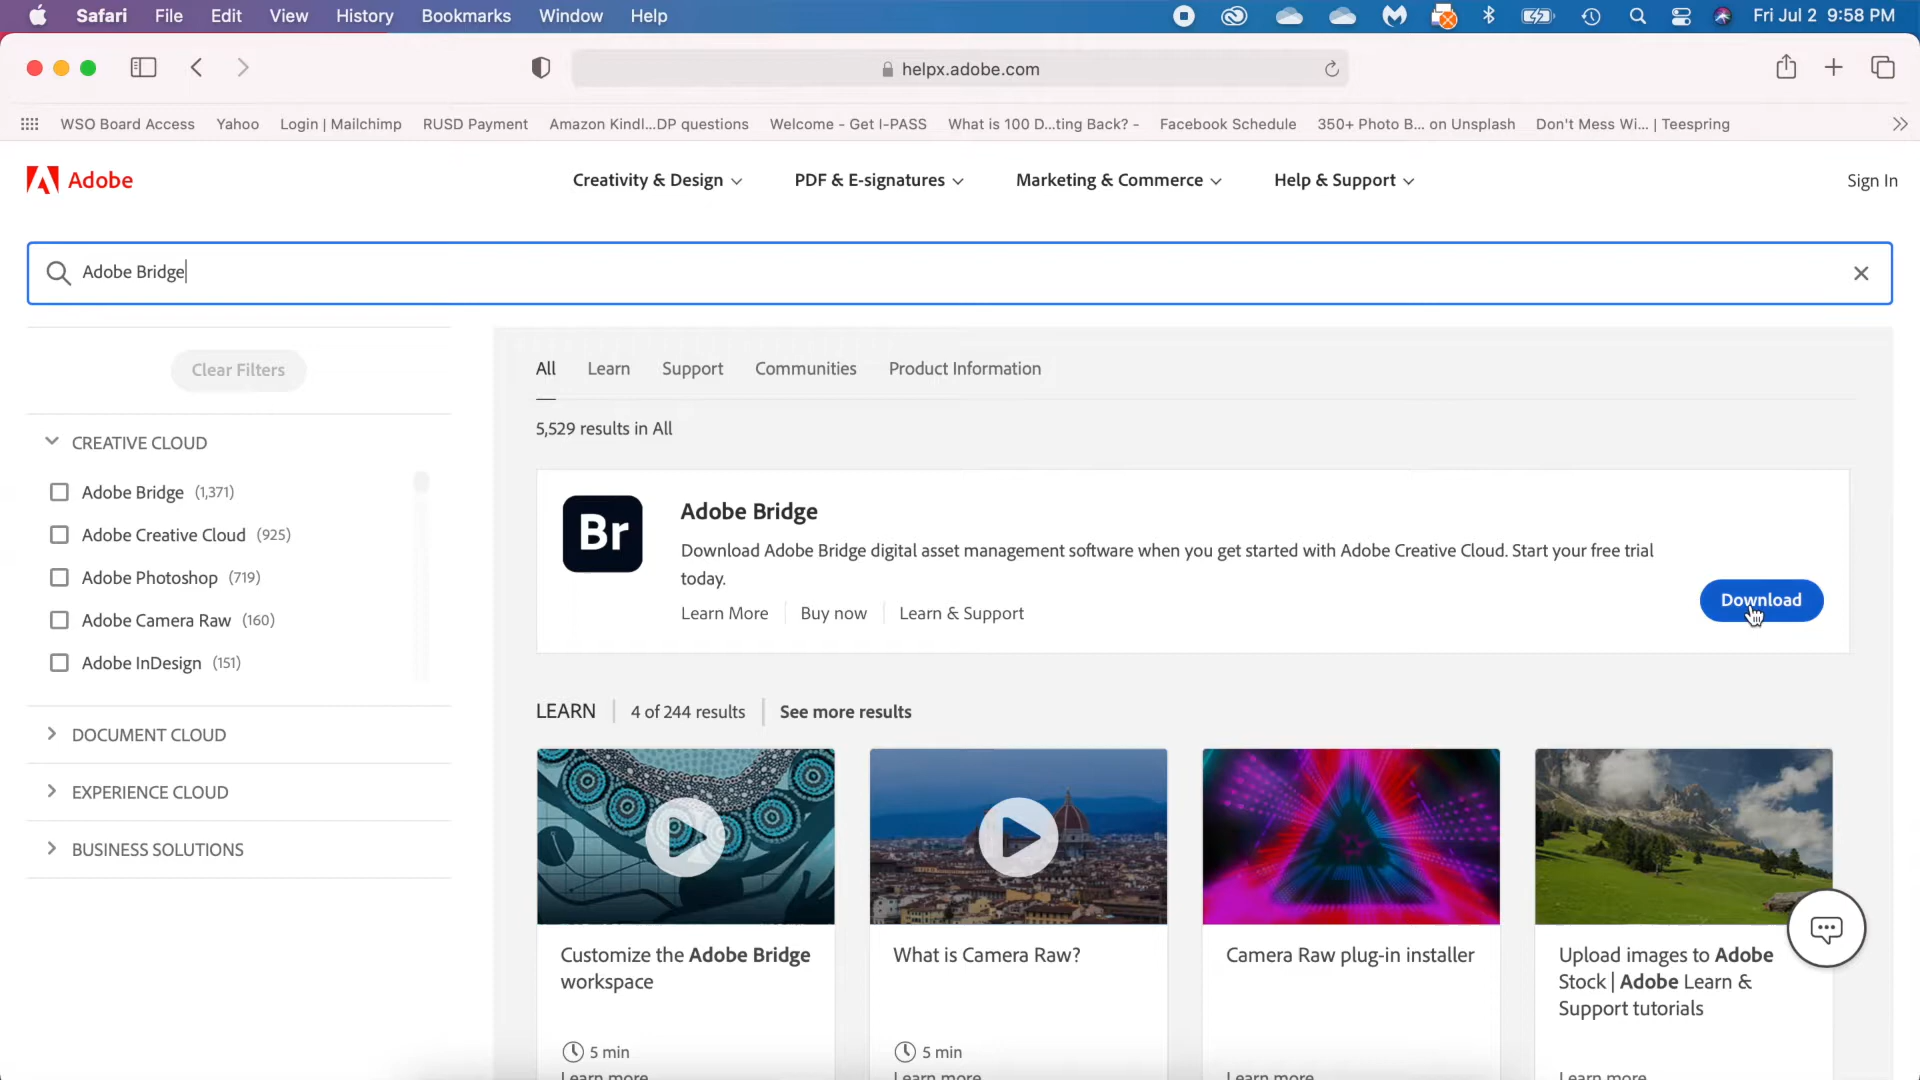 Safari File Edit View History Bookmarks Window Help Fri Jul 2 9:58 PM
helpx.adobe.com
WSO Board Access Yahoo Login | Mailchimp RUSD Payment Amazon Kindl...DP questions Welcome - Get I-PASS What is 100 D...ting Back? - Facebook Schedule 350+ Photo B... on Unsplash Don't Mess Wi... | Teespring
Adobe Creativity & Design PDF & E-signatures Marketing & Commerce Help & Support Sign In
Adobe Bridge
Clear Filters
CREATIVE CLOUD
Adobe Bridge (1,371)
Adobe Creative Cloud (925)
Adobe Photoshop (719)
Adobe Camera Raw (160)
Adobe InDesign (151)
DOCUMENT CLOUD
EXPERIENCE CLOUD
BUSINESS SOLUTIONS
All Learn Support Communities Product Information
5,529 results in All
Br
Adobe Bridge
Download Adobe Bridge digital asset management software when you get started with Adobe Creative Cloud. Start your free trial
today.
Learn More Buy now Learn & Support
Download
LEARN 4 of 244 results See more results
Customize the Adobe Bridge
workspace
5 min
Learn more
What is Camera Raw?
5 min
Learn more
Camera Raw plug-in installer
Learn more
Upload images to Adobe
Stock | Adobe Learn &
Support tutorials
Learn more